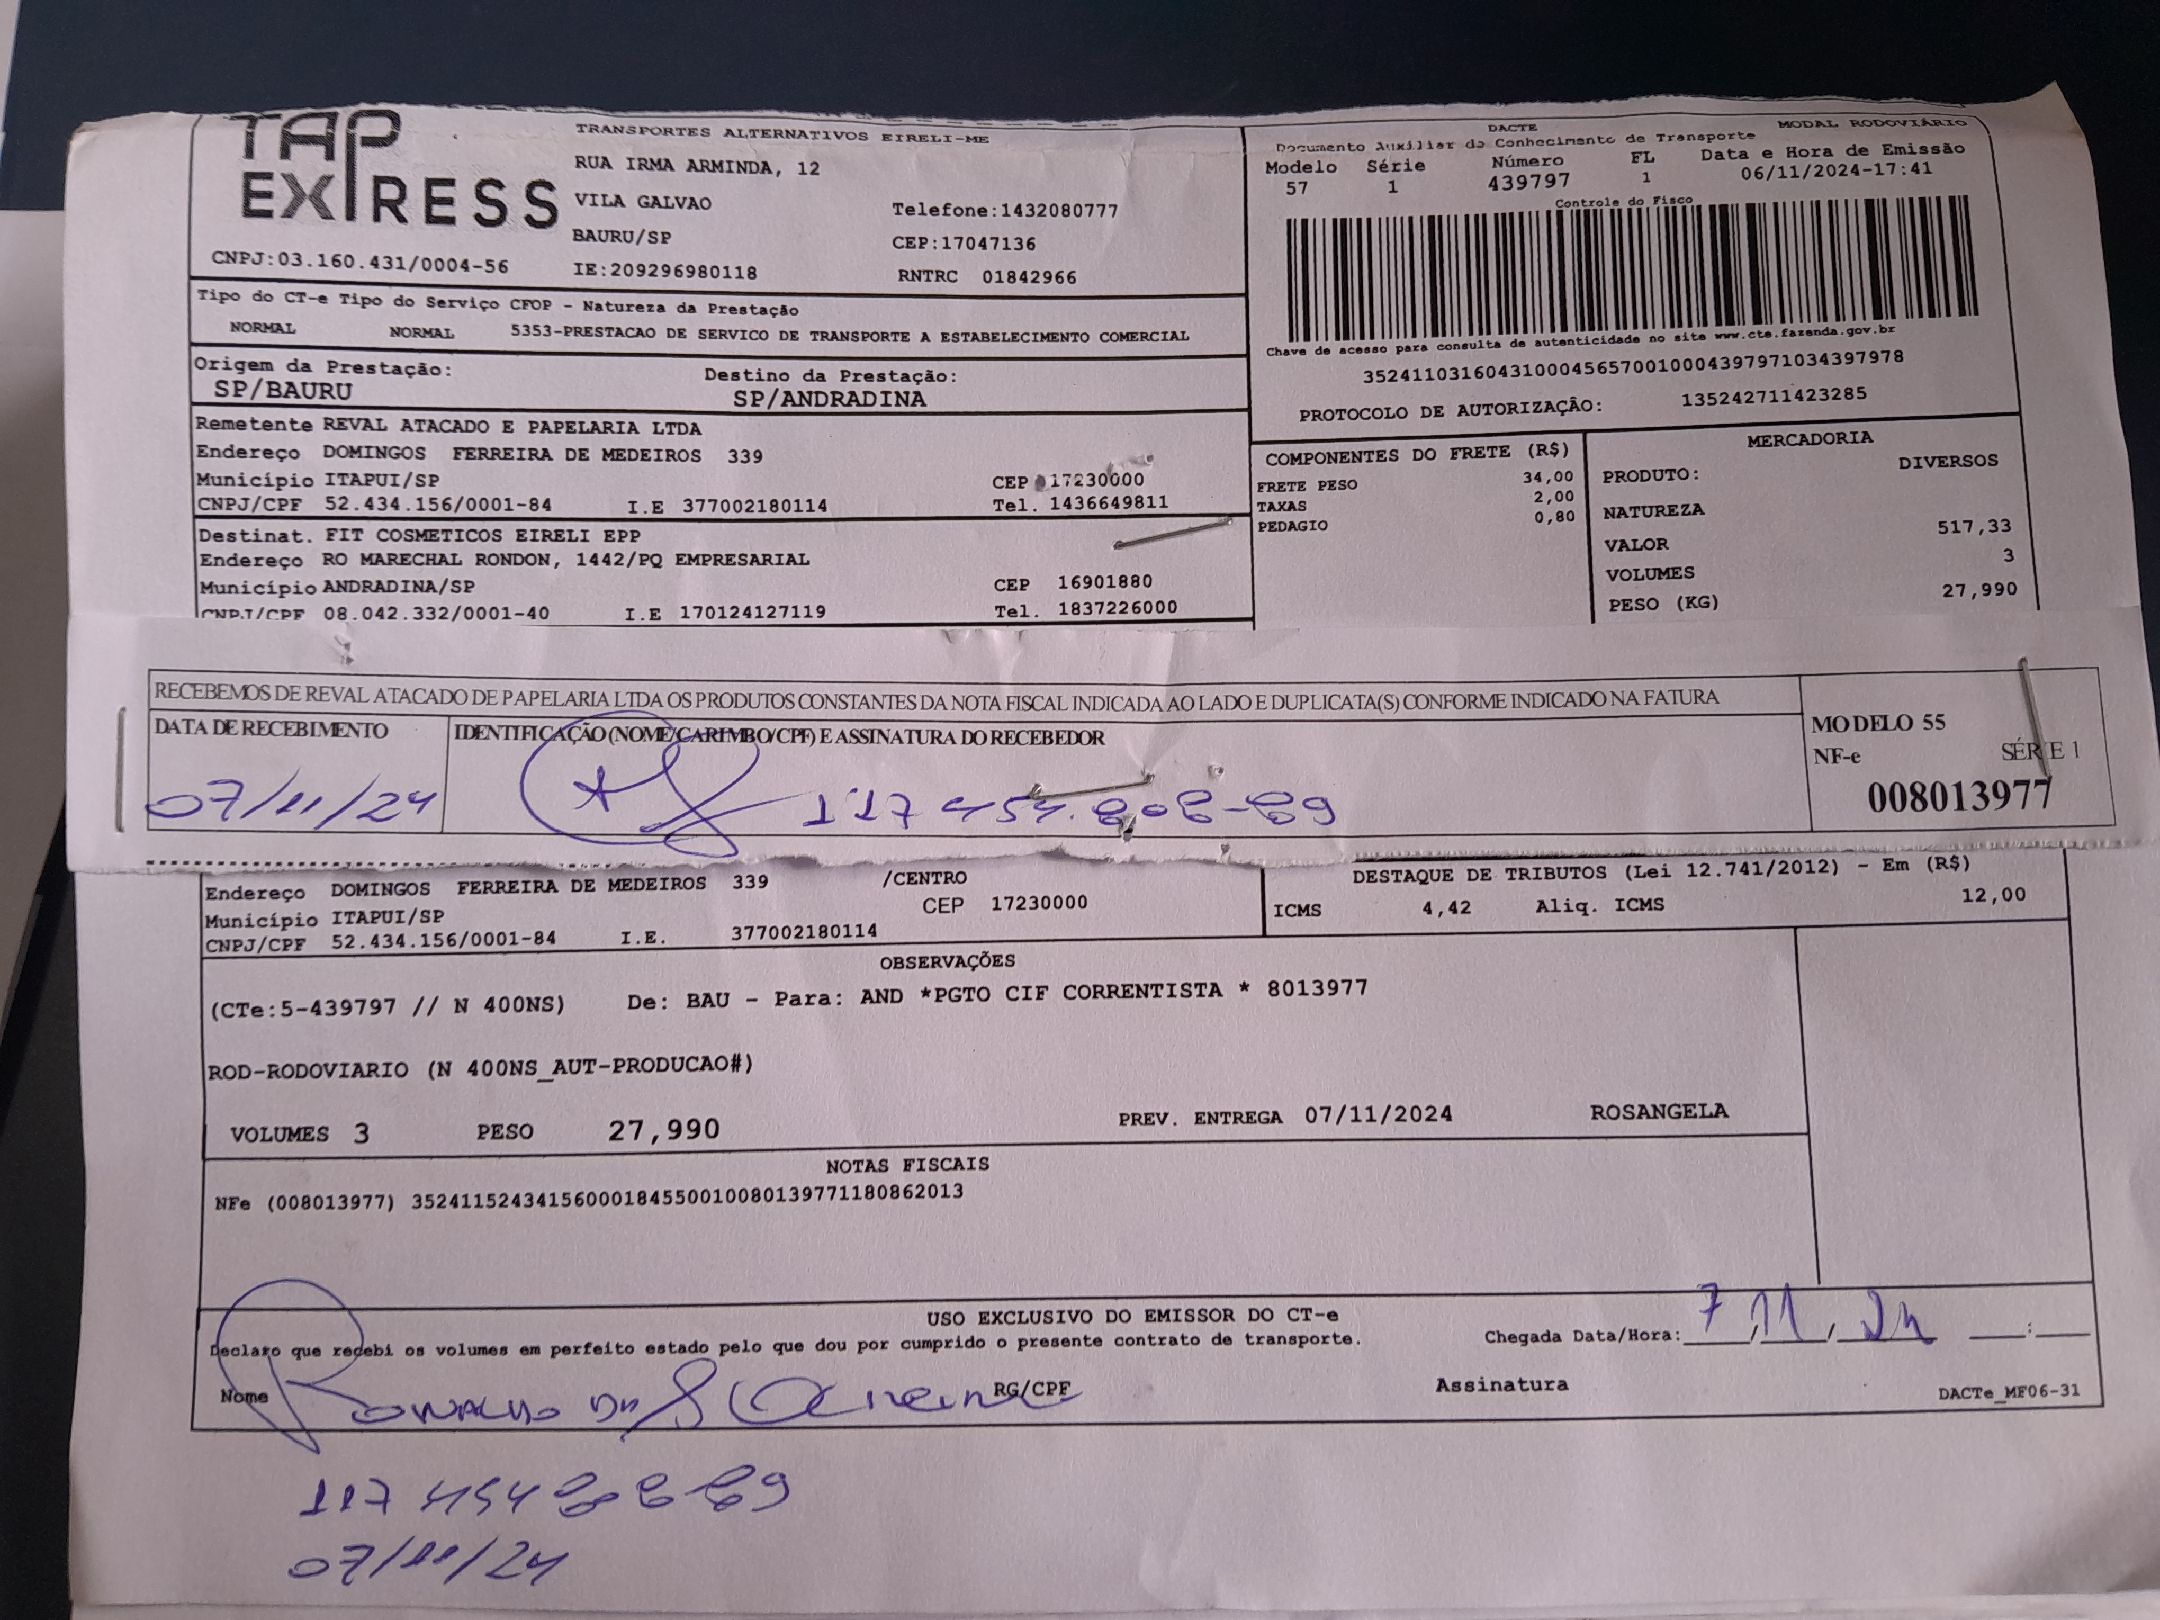 TAP EXPRESS
TRANSPORTES ALTERNATIVOS EIRELI-ME
RUA IRMA ARMINDA, 12
VILA GALVAO
Telefone:1432080777
BAURU/SP
CEP:17047136
CNPJ:03.160.431/0004-56
IE:209296980118
RNTRC 01842966
DACTE
MODAL RODOVIÁRIO
Documento Auxiliar do Conhecimento de Transporte
Modelo Série Número FL Data e Hora de Emissão
57 1 439797 1 06/11/2024-17:41
Controle do Fisco
Chave de acesso para consulta de autenticidade no site www.cte.fazenda.gov.br
35241103160431000456570010004397971034397978
PROTOCOLO DE AUTORIZAÇÃO: 135242711423285
Tipo do CT-e Tipo do Serviço CFOP - Natureza da Prestação
NORMAL NORMAL 5353-PRESTACAO DE SERVICO DE TRANSPORTE A ESTABELECIMENTO COMERCIAL
Origem da Prestação: Destino da Prestação:
SP/BAURU SP/ANDRADINA
Remetente REVAL ATACADO E PAPELARIA LTDA
Endereço DOMINGOS FERREIRA DE MEDEIROS 339
Município ITAPUI/SP CEP 17230000
CNPJ/CPF 52.434.156/0001-84 I.E 377002180114 Tel. 1436649811
Destinat. FIT COSMETICOS EIRELI EPP
Endereço RO MARECHAL RONDON, 1442/PQ EMPRESARIAL
Município ANDRADINA/SP CEP 16901880
CNPJ/CPF 08.042.332/0001-40 I.E 170124127119 Tel. 1837226000
COMPONENTES DO FRETE (R$)
FRETE PESO 34,00
TAXAS 2,00
PEDAGIO 0,80
MERCADORIA
PRODUTO: DIVERSOS
NATUREZA
VALOR 517,33
VOLUMES 3
PESO (KG) 27,990
RECEBEMOS DE REVAL ATACADO DE PAPELARIA LTDA OS PRODUTOS CONSTANTES DA NOTA FISCAL INDICADA AO LADO E DUPLICATA(S) CONFORME INDICADO NA FATURA
DATA DE RECEBIMENTO
IDENTIFICAÇÃO (NOME/CARIMBO/CPF) E ASSINATURA DO RECEBEDOR
07/11/24
117 454.808-89
MODELO 55
NF-e SÉRIE 1
008013977
Endereço DOMINGOS FERREIRA DE MEDEIROS 339 /CENTRO
Município ITAPUI/SP CEP 17230000
CNPJ/CPF 52.434.156/0001-84 I.E. 377002180114
DESTAQUE DE TRIBUTOS (Lei 12.741/2012) - Em (R$)
ICMS 4,42 Aliq. ICMS 12,00
OBSERVAÇÕES
(CTe:5-439797 // N 400NS) De: BAU - Para: AND *PGTO CIF CORRENTISTA * 8013977
ROD-RODOVIARIO (N 400NS_AUT-PRODUCAO#)
VOLUMES 3 PESO 27,990 PREV. ENTREGA 07/11/2024 ROSANGELA
NOTAS FISCAIS
NFe (008013977) 35241152434156000184550010080139771180862013
USO EXCLUSIVO DO EMISSOR DO CT-e
Declaro que recebi os volumes em perfeito estado pelo que dou por cumprido o presente contrato de transporte.
Chegada Data/Hora: 7/11/24 :
Nome RG/CPF Assinatura
DACTe_MF06-31
07/11/24